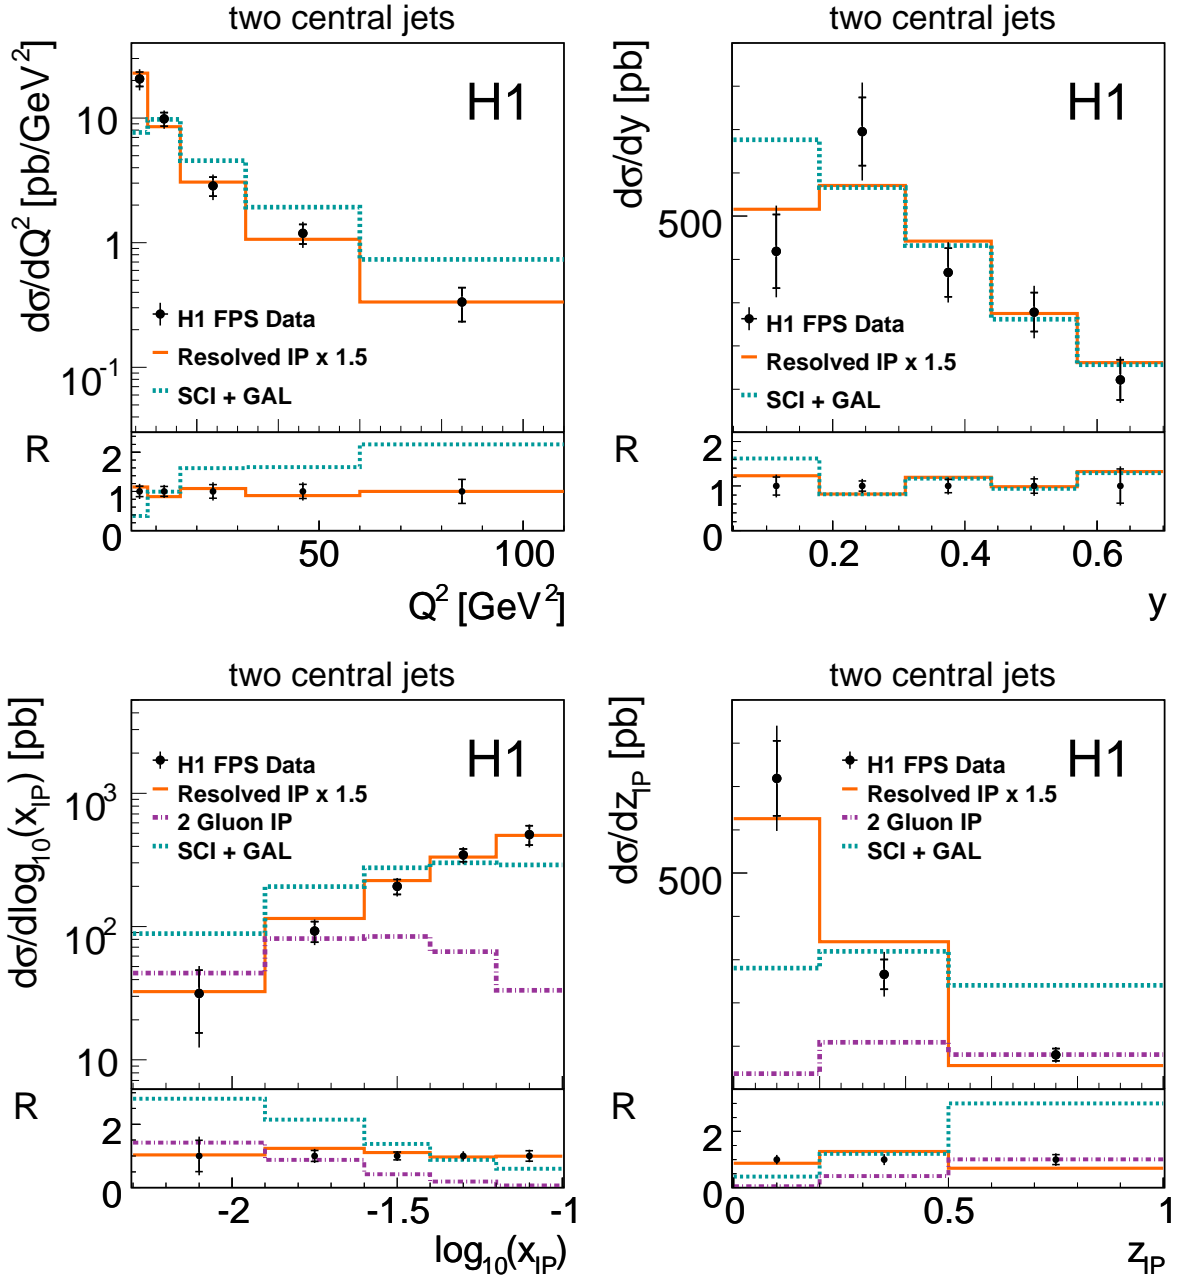 two central jets
dσ/dQ² [pb/GeV²]
H1
10
1
10⁻¹
H1 FPS Data
Resolved IP x 1.5
SCI + GAL
R
2
1
0
50
100
Q² [GeV²]
two central jets
dσ/dy [pb]
H1
500
H1 FPS Data
Resolved IP x 1.5
SCI + GAL
R
2
1
0
0.2
0.4
0.6
y
two central jets
dσ/dlog₁₀(x_IP) [pb]
H1
10³
10²
10
H1 FPS Data
Resolved IP x 1.5
2 Gluon IP
SCI + GAL
R
2
0
-2
-1.5
-1
log₁₀(x_IP)
two central jets
dσ/dz_IP [pb]
H1
500
H1 FPS Data
Resolved IP x 1.5
2 Gluon IP
SCI + GAL
R
2
0
0
0.5
1
z_IP